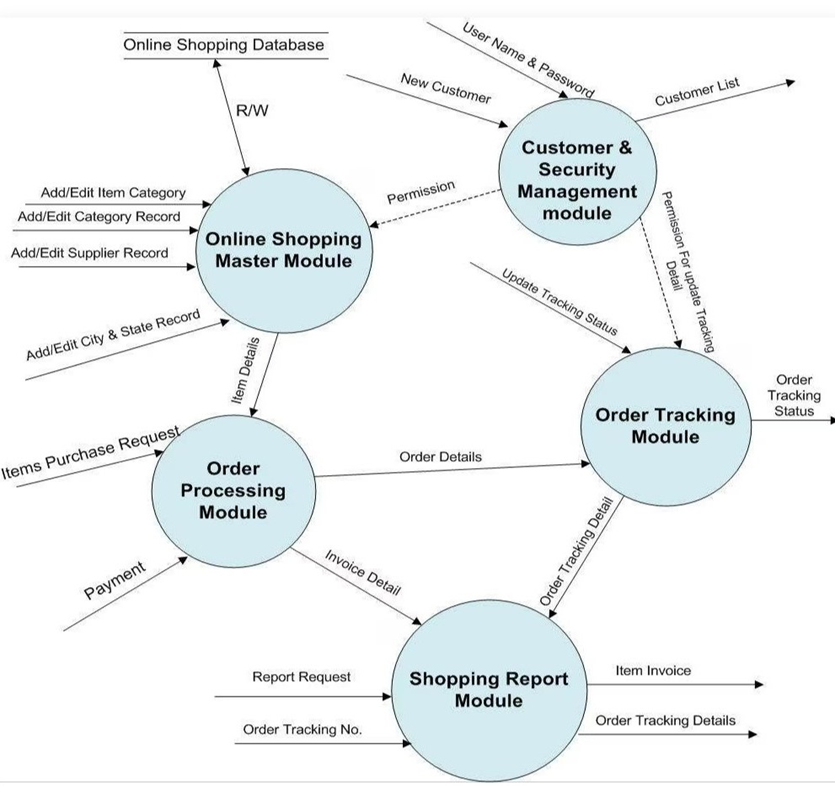 Online Shopping Database
R/W
User Name & Password
New Customer
Customer List
Customer &
Security
Management
module
Permission
Permission For update Tracking
Detail
Add/Edit Item Category
Add/Edit Category Record
Add/Edit Supplier Record
Add/Edit City & State Record
Online Shopping
Master Module
Update Tracking Status
Item Details
Order Tracking
Module
Order
Tracking
Status
Items Purchase Request
Order
Processing
Module
Order Details
Payment
Invoice Detail
Order Tracking Detail
Shopping Report
Module
Report Request
Order Tracking No.
Item Invoice
Order Tracking Details